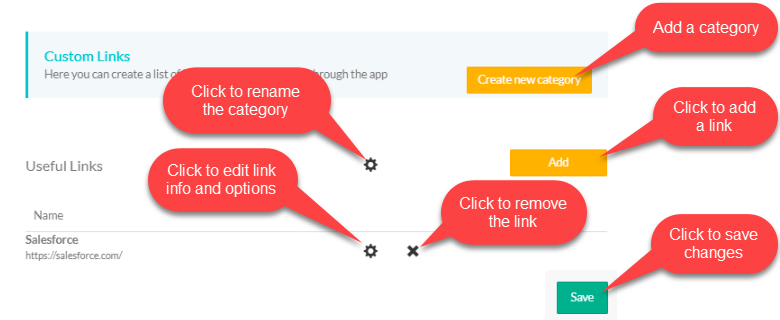 Add a category
Custom Links
Here you can create a list of
through the app
Create new category
Click to rename
the category
Click to add
a link
Useful Links
Add
Click to edit link
info and options
Click to remove
the link
Name
Salesforce
https://salesforce.com/
Click to save
changes
Save